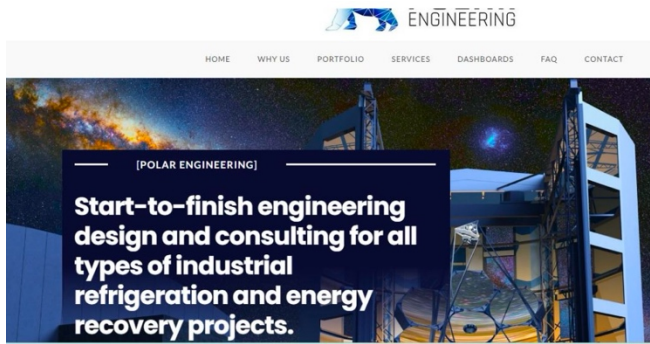 ENGINEERING
HOME WHY US PORTFOLIO SERVICES DASHBOARDS FAQ CONTACT
[POLAR ENGINEERING]
Start-to-finish engineering
design and consulting for all
types of industrial
refrigeration and energy
recovery projects.